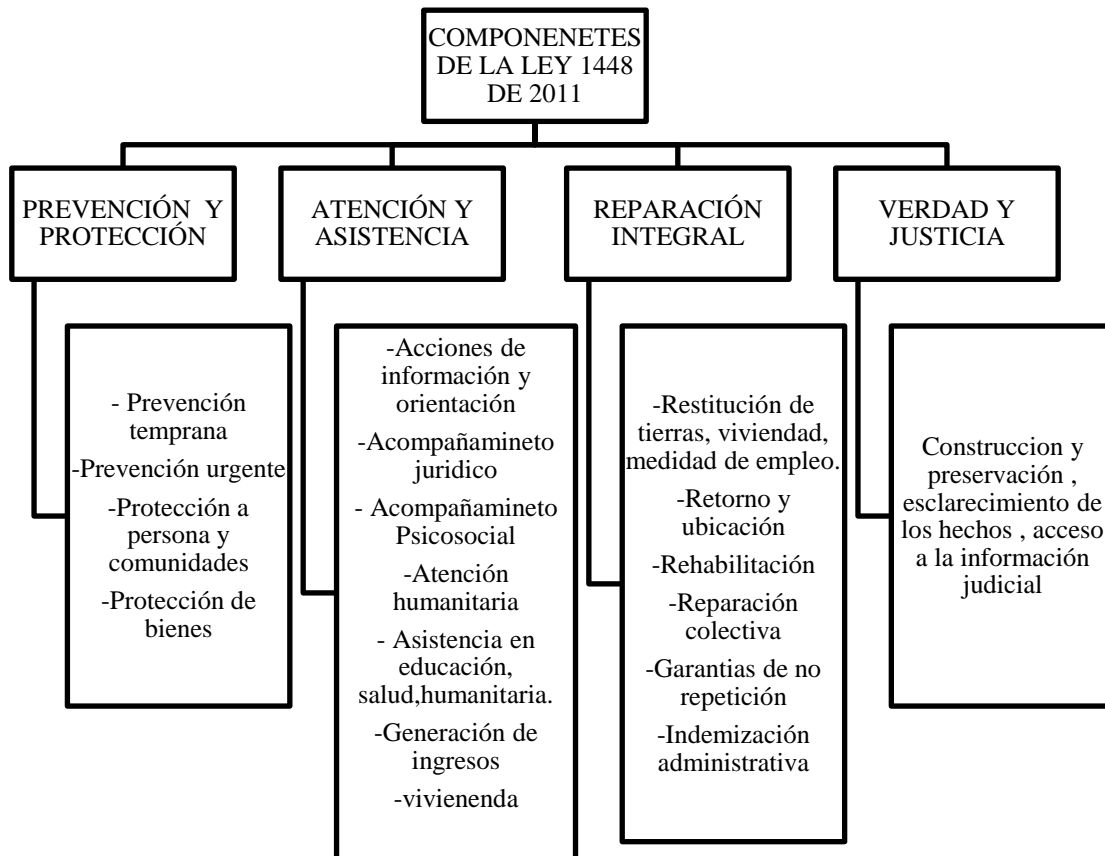 COMPONENETES
DE LA LEY 1448
DE 2011
PREVENCIÓN Y
PROTECCIÓN
- Prevención
temprana
-Prevención urgente
-Protección a
persona y
comunidades
-Protección de
bienes
ATENCIÓN Y
ASISTENCIA
-Acciones de
información y
orientación
-Acompañamineto
juridico
- Acompañamineto
Psicosocial
-Atención
humanitaria
- Asistencia en
educación,
salud,humanitaria.
-Generación de
ingresos
-vivienenda
REPARACIÓN
INTEGRAL
-Restitución de
tierras, viviendad,
medidad de empleo.
-Retorno y
ubicación
-Rehabilitación
-Reparación
colectiva
-Garantias de no
repetición
-Indemización
administrativa
VERDAD Y
JUSTICIA
Construccion y
preservación ,
esclarecimiento de
los hechos , acceso
a la información
judicial